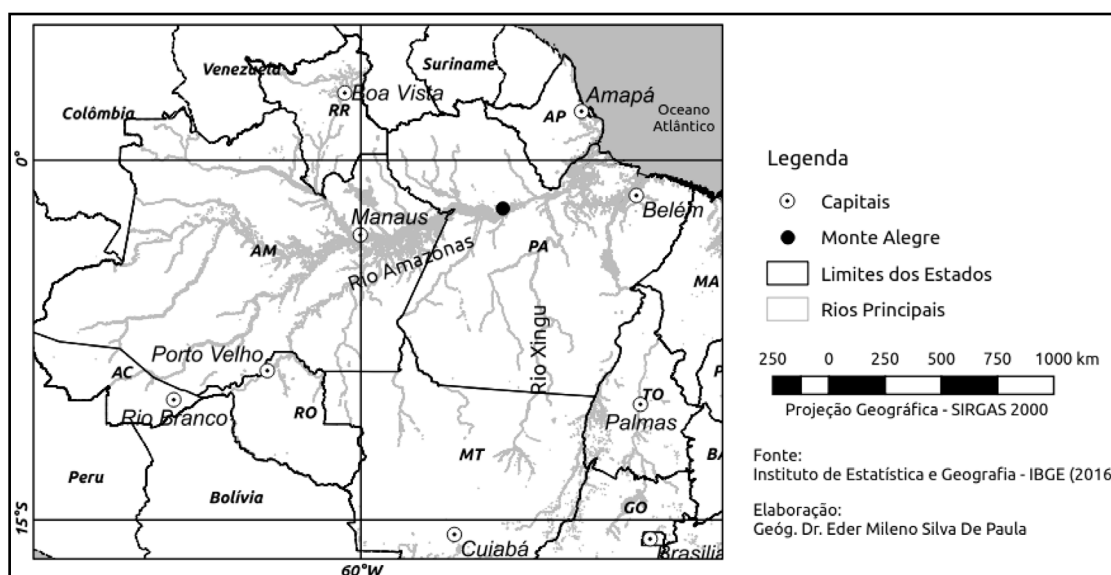 Venezuela
Suriname
Colômbia
Boa Vista
RR
Amapá
AP
Oceano
Atlântico
0°
Manaus
Belém
AM
Rio Amazonas
PA
MA
Rio Xingu
Porto Velho
AC
Rio Branco
RO
TO
Palmas
P
MT
BA
Peru
Bolívia
GO
15°S
Cuiabá
Brasilia
60°W
Legenda
Capitais
Monte Alegre
Limites dos Estados
Rios Principais
250 0 250 500 750 1000 km
Projeção Geográfica - SIRGAS 2000
Fonte:
Instituto de Estatística e Geografia - IBGE (2016
Elaboração:
Geóg. Dr. Eder Mileno Silva De Paula